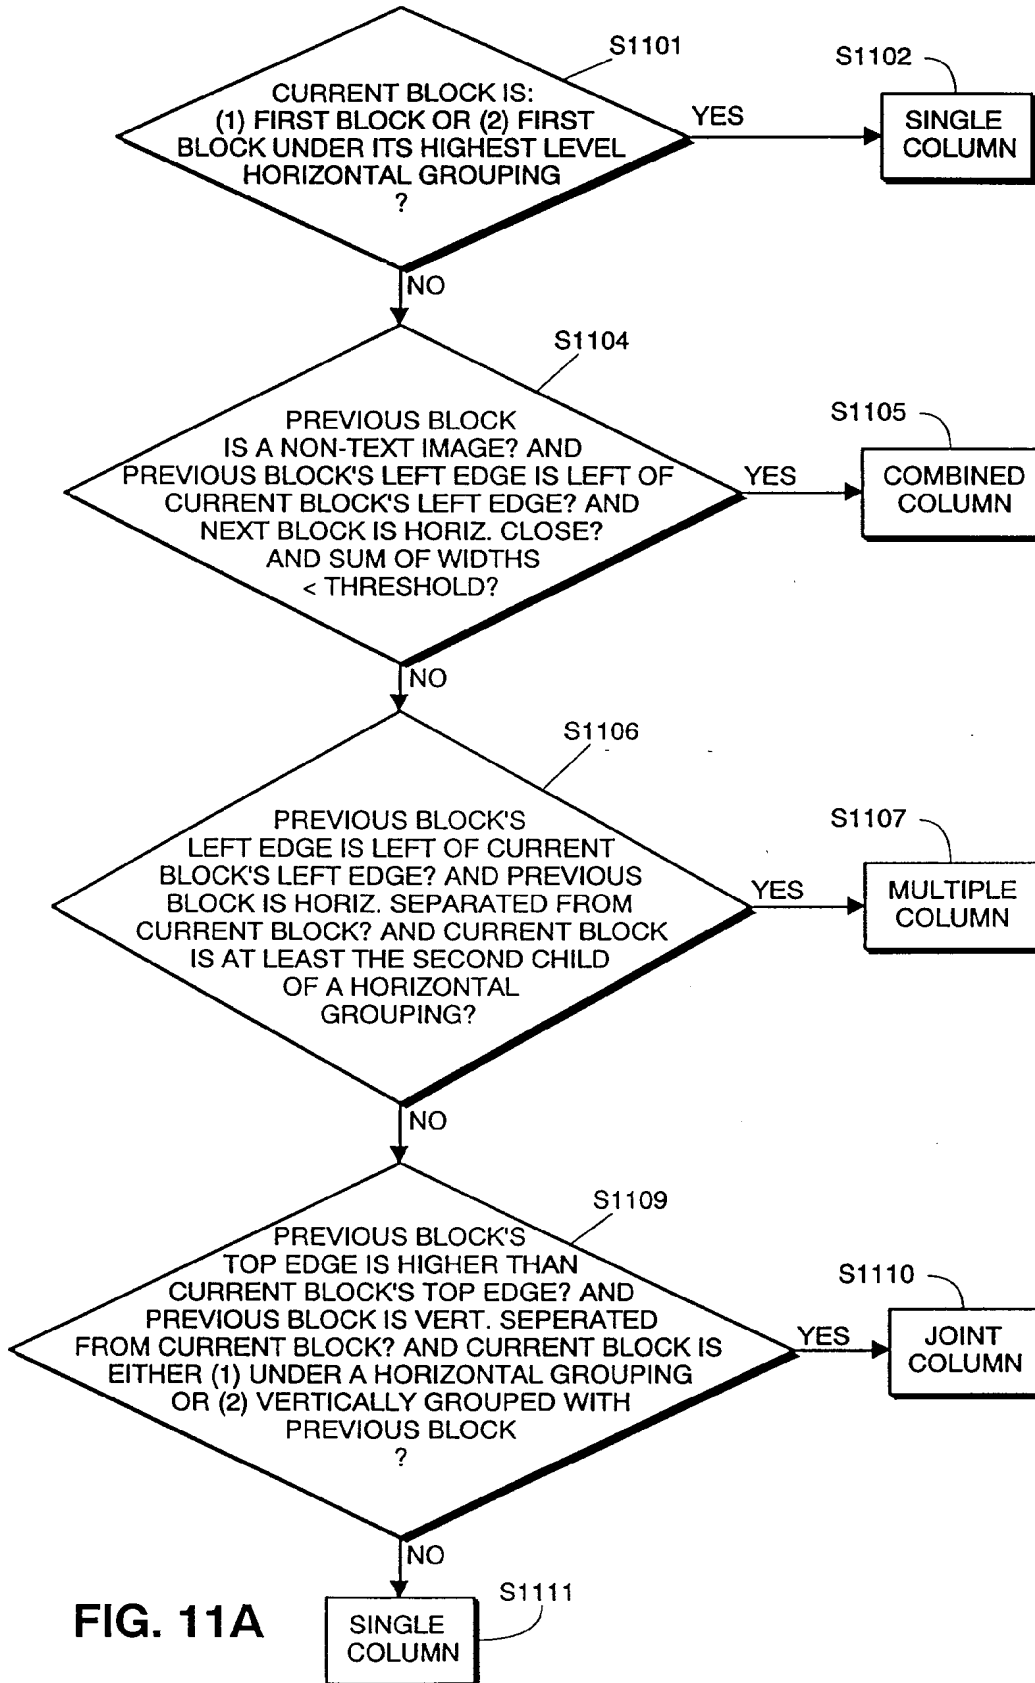 S1101
CURRENT BLOCK IS:
(1) FIRST BLOCK OR (2) FIRST
BLOCK UNDER ITS HIGHEST LEVEL
HORIZONTAL GROUPING
?
YES
S1102
SINGLE
COLUMN
NO
S1104
PREVIOUS BLOCK
IS A NON-TEXT IMAGE? AND
PREVIOUS BLOCK'S LEFT EDGE IS LEFT OF
CURRENT BLOCK'S LEFT EDGE? AND
NEXT BLOCK IS HORIZ. CLOSE?
AND SUM OF WIDTHS
< THRESHOLD?
YES
S1105
COMBINED
COLUMN
NO
S1106
PREVIOUS BLOCK'S
LEFT EDGE IS LEFT OF CURRENT
BLOCK'S LEFT EDGE? AND PREVIOUS
BLOCK IS HORIZ. SEPARATED FROM
CURRENT BLOCK? AND CURRENT BLOCK
IS AT LEAST THE SECOND CHILD
OF A HORIZONTAL
GROUPING?
YES
S1107
MULTIPLE
COLUMN
NO
S1109
PREVIOUS BLOCK'S
TOP EDGE IS HIGHER THAN
CURRENT BLOCK'S TOP EDGE? AND
PREVIOUS BLOCK IS VERT. SEPERATED
FROM CURRENT BLOCK? AND CURRENT BLOCK IS
EITHER (1) UNDER A HORIZONTAL GROUPING
OR (2) VERTICALLY GROUPED WITH
PREVIOUS BLOCK
?
YES
S1110
JOINT
COLUMN
NO
S1111
SINGLE
COLUMN
FIG. 11A